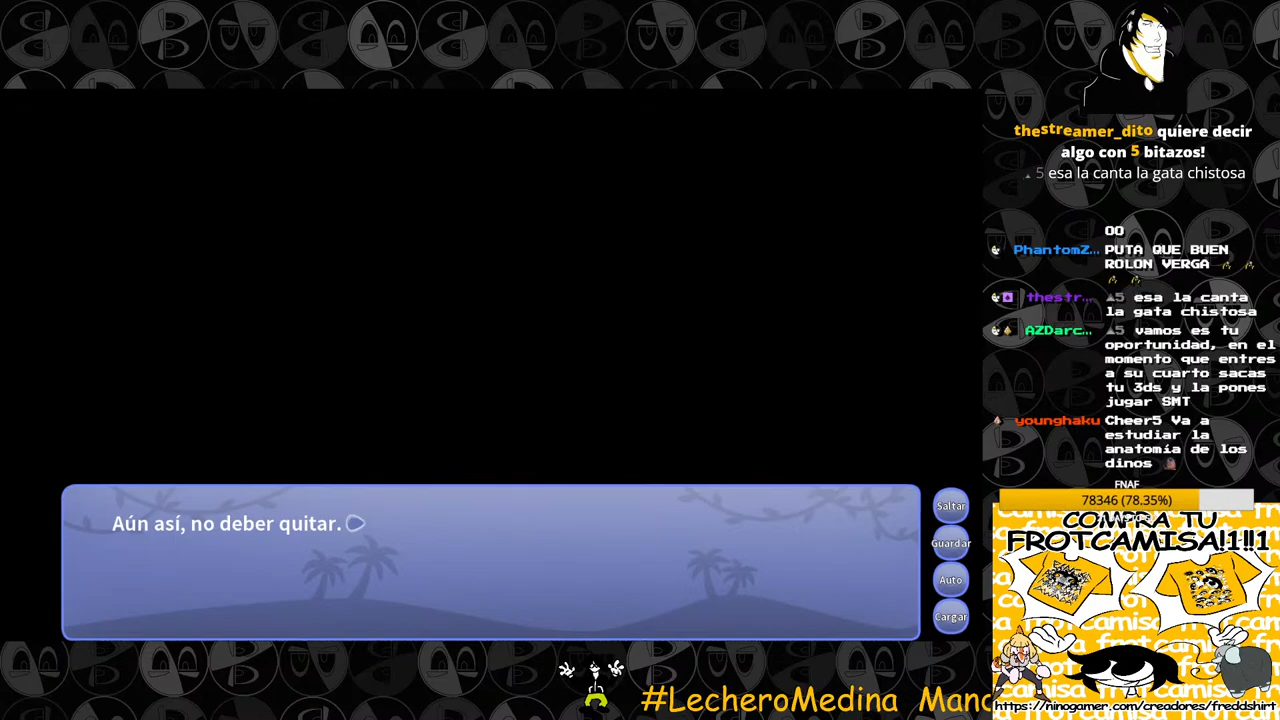 thestreamer_dito quiere decir
algo con 5 bitazos!
5 esa la canta la gata chistosa
OO
PhantomZ... PUTA QUE BUEN
ROLON VERGA
thestr... 5 esa la canta
la gata chistosa
AZDarc... 5 vamos es tu
oportunidad, en el
momento que entres
a su cuarto sacas
tu 3ds y la pones
jugar SMT
younghaku Cheer5 Va a
estudiar la
anatomía de los
dinos
FNAF
78346 (78.35%)
COMPRA TU
FROTCAMISA!1!!1
Aún así, no deber quitar.
Saltar
Guardar
Auto
Cargar
#LecheroMedina Manc
https://ninogamer.com/creadores/freddshirt